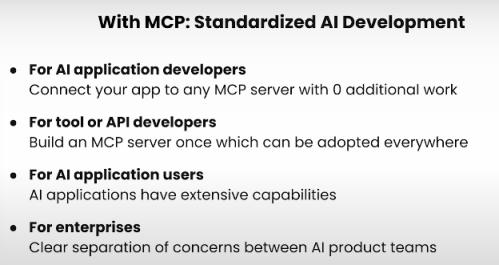 With MCP: Standardized AI Development
● For AI application developers
Connect your app to any MCP server with 0 additional work
● For tool or API developers
Build an MCP server once which can be adopted everywhere
● For AI application users
AI applications have extensive capabilities
● For enterprises
Clear separation of concerns between AI product teams